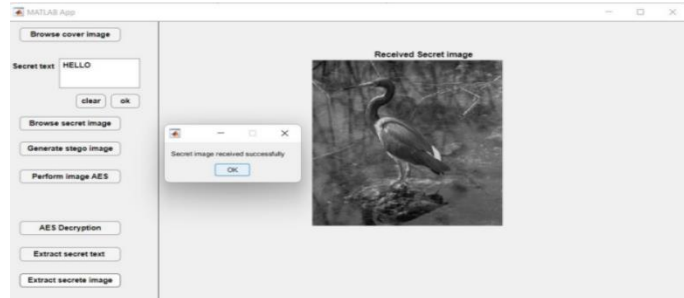 MATLAB App
Browse cover image
Secret text HELLO
clear ok
Browse secret image
Generate stego image
Perform image AES
AES Decryption
Extract secret text
Extract secrete image
Received Secret image
Secret image received successfully
OK